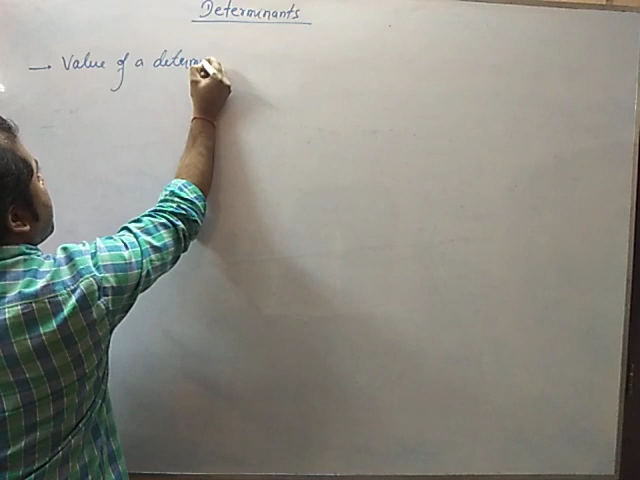 Determinants
→ Value of a determ